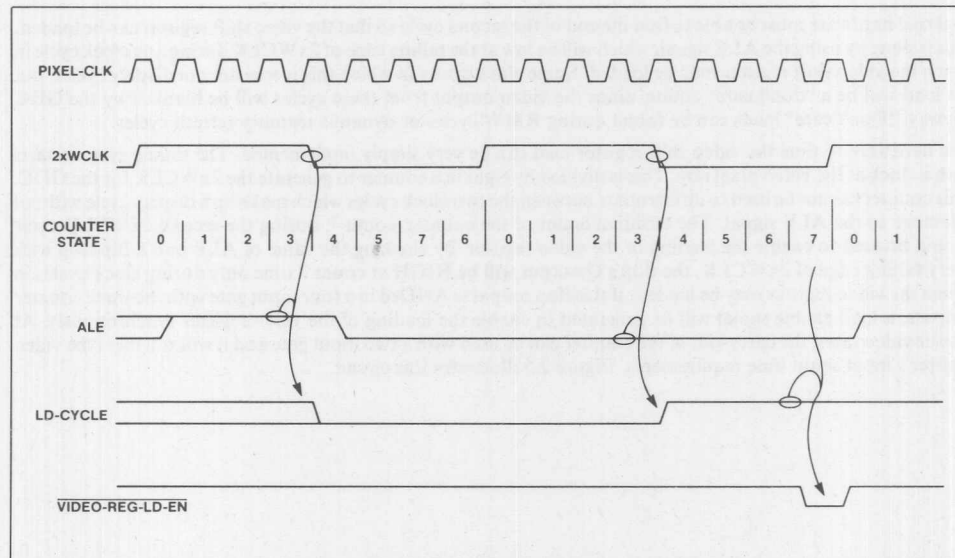 PIXEL-CLK
2xWCLK
COUNTER STATE 0 1 2 3 4 5 6 7 0 1 2 3 4 5 6 7 0 1 2
ALE
LD-CYCLE
VIDEO-REG-LD-EN